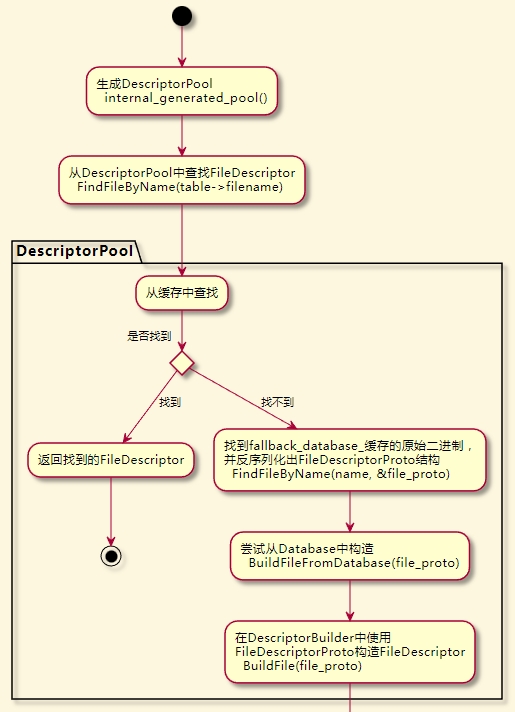 生成DescriptorPool
internal_generated_pool()
从DescriptorPool中查找FileDescriptor
FindFileByName(table->filename)
DescriptorPool
从缓存中查找
是否找到
找到
找不到
返回找到的FileDescriptor
找到fallback_database_缓存的原始二进制，
并反序列化出FileDescriptorProto结构
FindFileByName(name, &file_proto)
尝试从Database中构造
BuildFileFromDatabase(file_proto)
在DescriptorBuilder中使用
FileDescriptorProto构造FileDescriptor
BuildFile(file_proto)